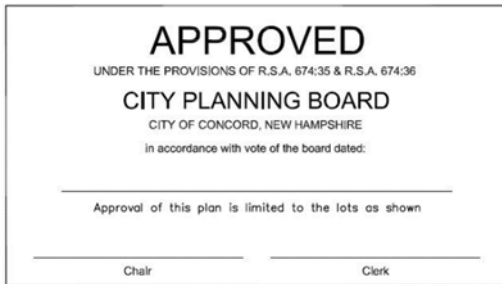 APPROVED
UNDER THE PROVISIONS OF R.S.A. 674:35 & R.S.A. 674:36
CITY PLANNING BOARD
CITY OF CONCORD, NEW HAMPSHIRE
in accordance with vote of the board dated:
Approval of this plan is limited to the lots as shown
Chair Clerk